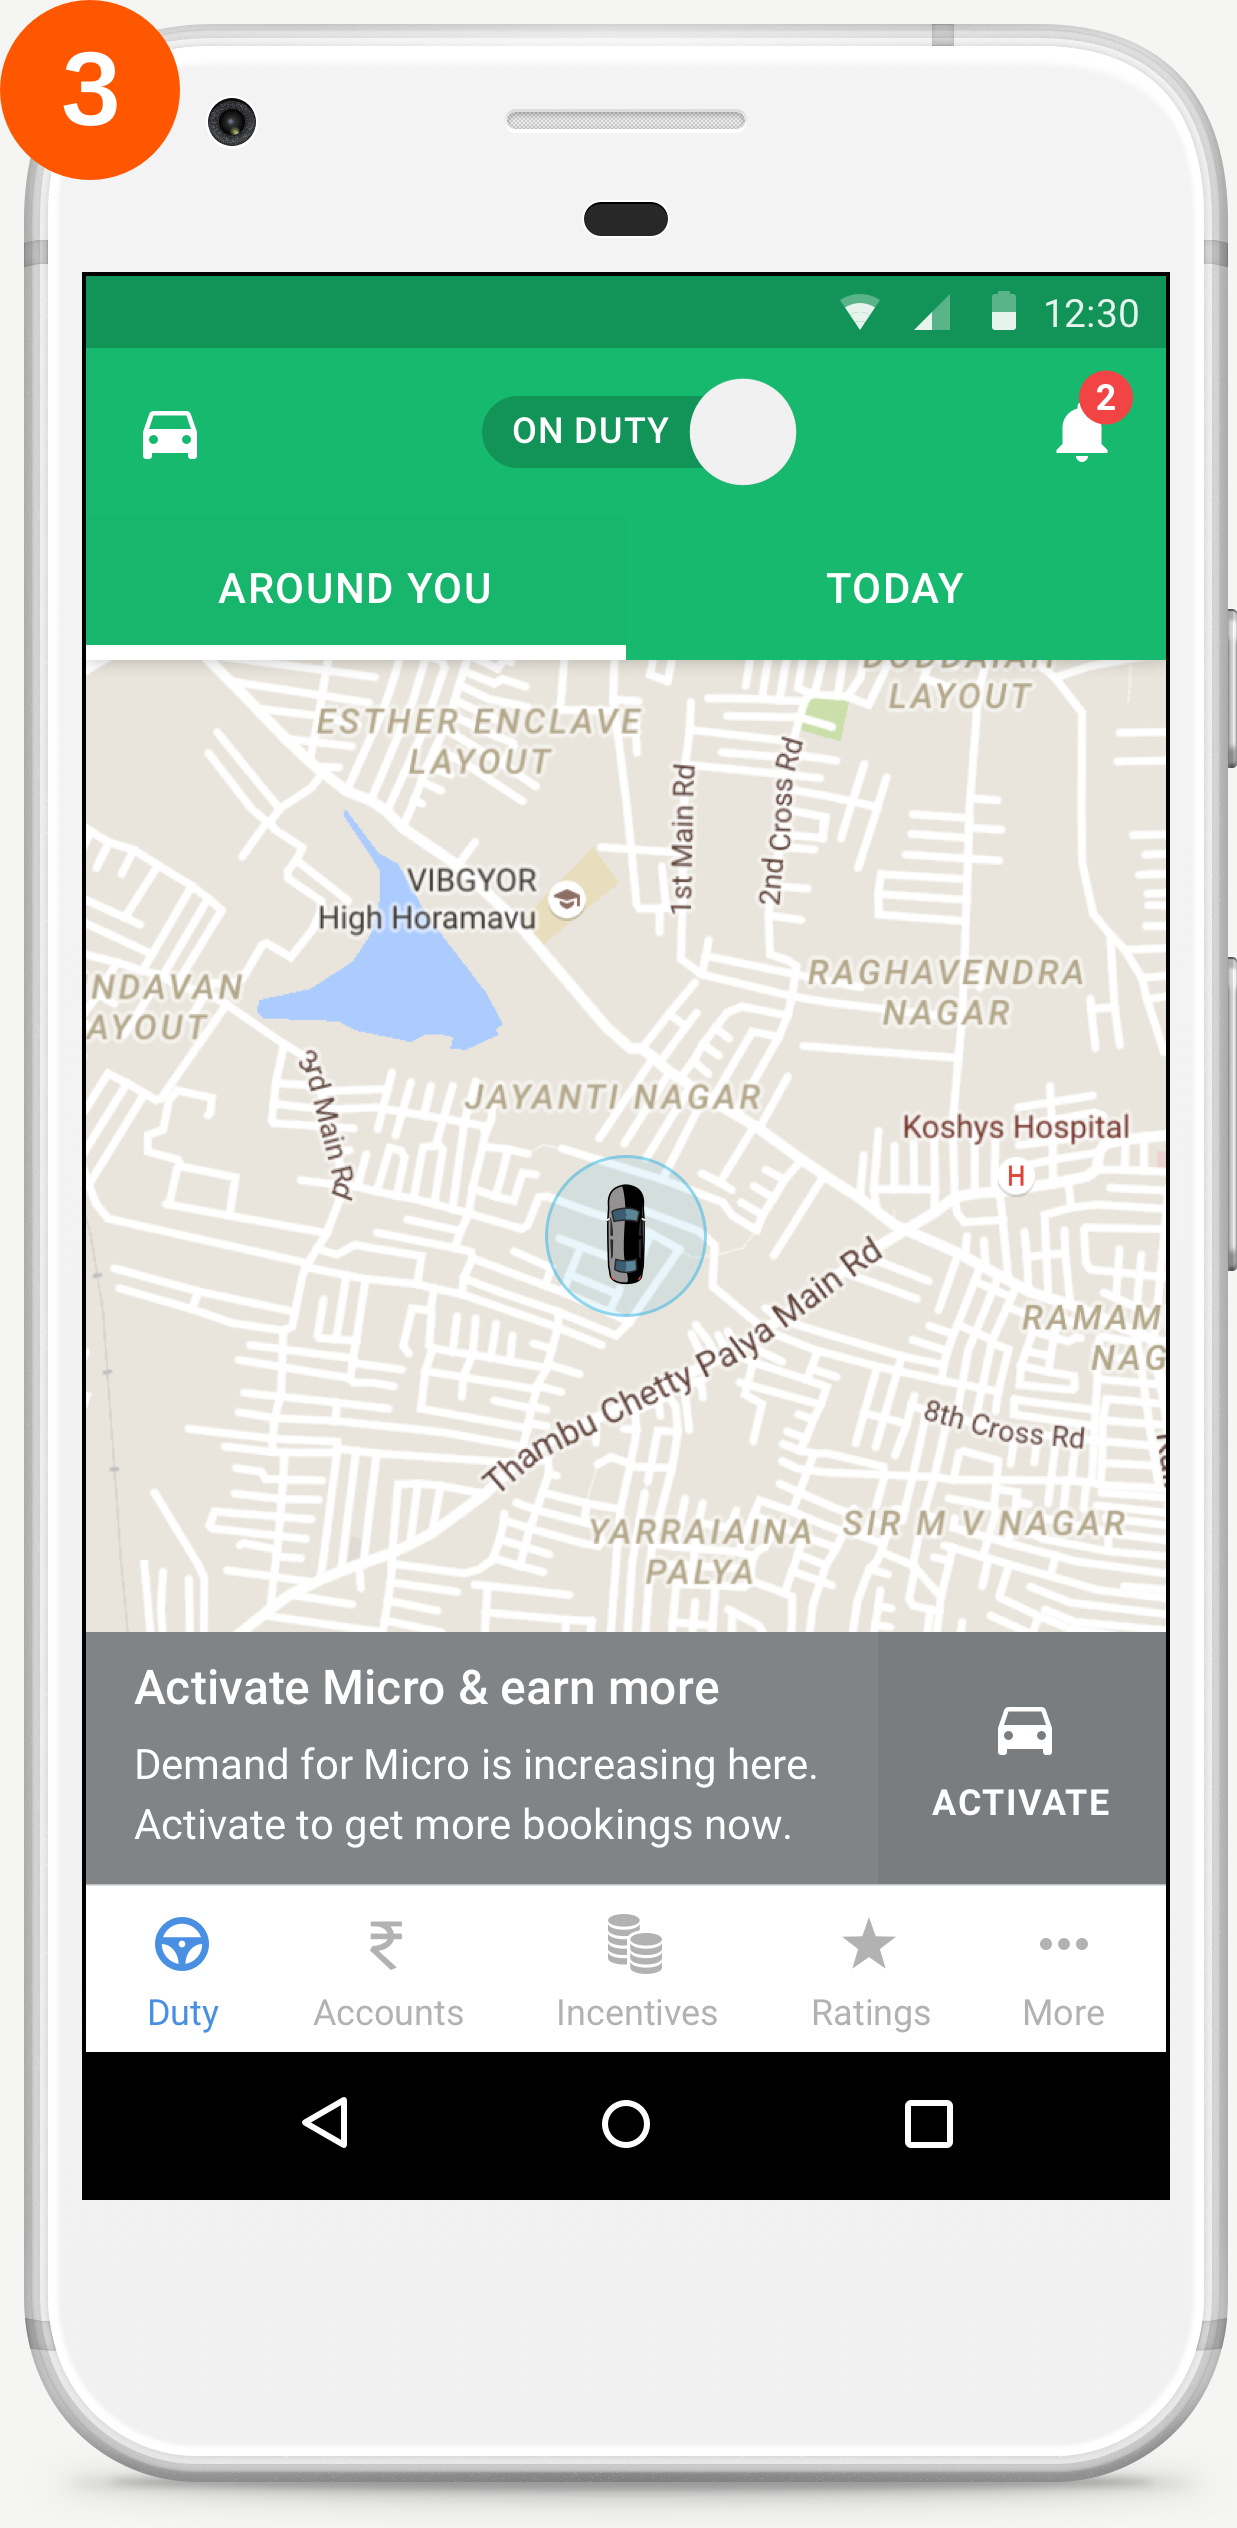 3
12:30
ON DUTY
2
AROUND YOU
TODAY
LAYOUT
ESTHER ENCLAVE
LAYOUT
1st Main Rd
2nd Cross Rd
VIBGYOR
High Horamavu
NDAVAN
AYOUT
RAGHAVENDRA
NAGAR
3rd Main Rd
JAYANTI NAGAR
Koshys Hospital
H
Thambu Chetty Palya Main Rd
RAMAM
NAG
8th Cross Rd
YARRAIAINA
PALYA
SIR M V NAGAR
Activate Micro & earn more
Demand for Micro is increasing here.
Activate to get more bookings now.
ACTIVATE
₹
Duty
Accounts
Incentives
Ratings
More